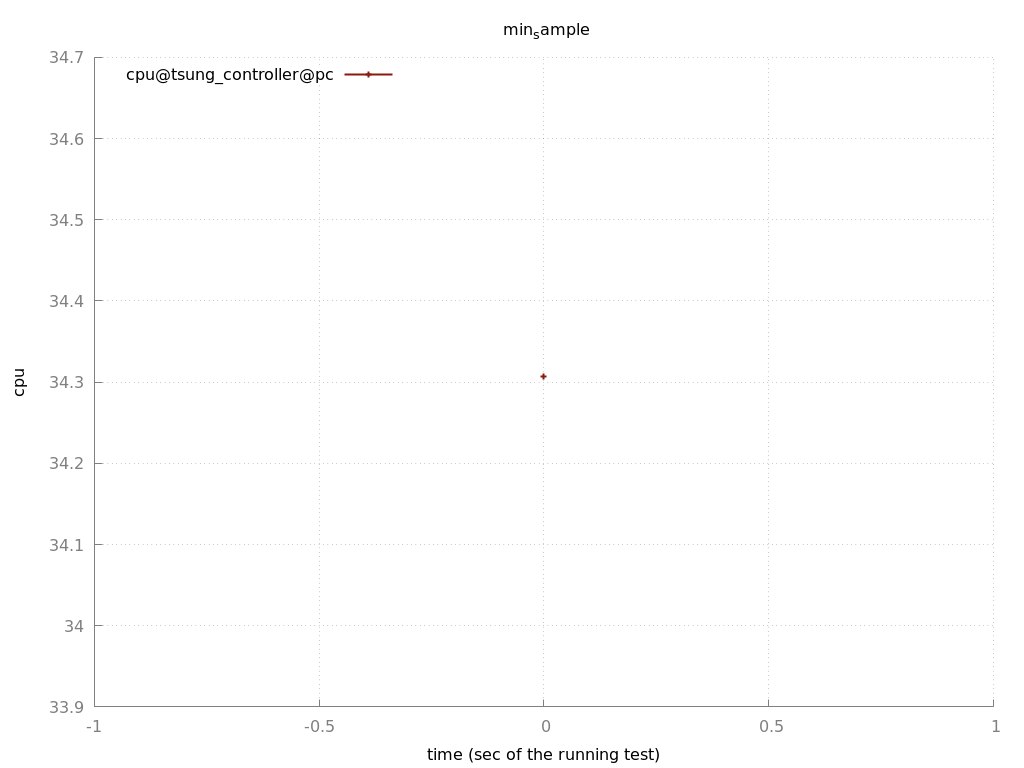 minₛample
34.7
cpu@tsung_controller@pc
34.6
34.5
34.4
34.3
cpu
34.2
34.1
34
33.9
-1 -0.5 0 0.5 1
time (sec of the running test)